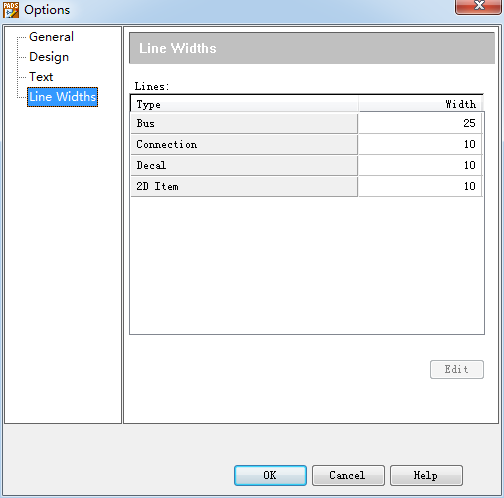 PADS
Options
General
Design
Text
Line Widths
Line Widths
Lines:
Type Width
Bus 25
Connection 10
Decal 10
2D Item 10
Edit
OK Cancel Help